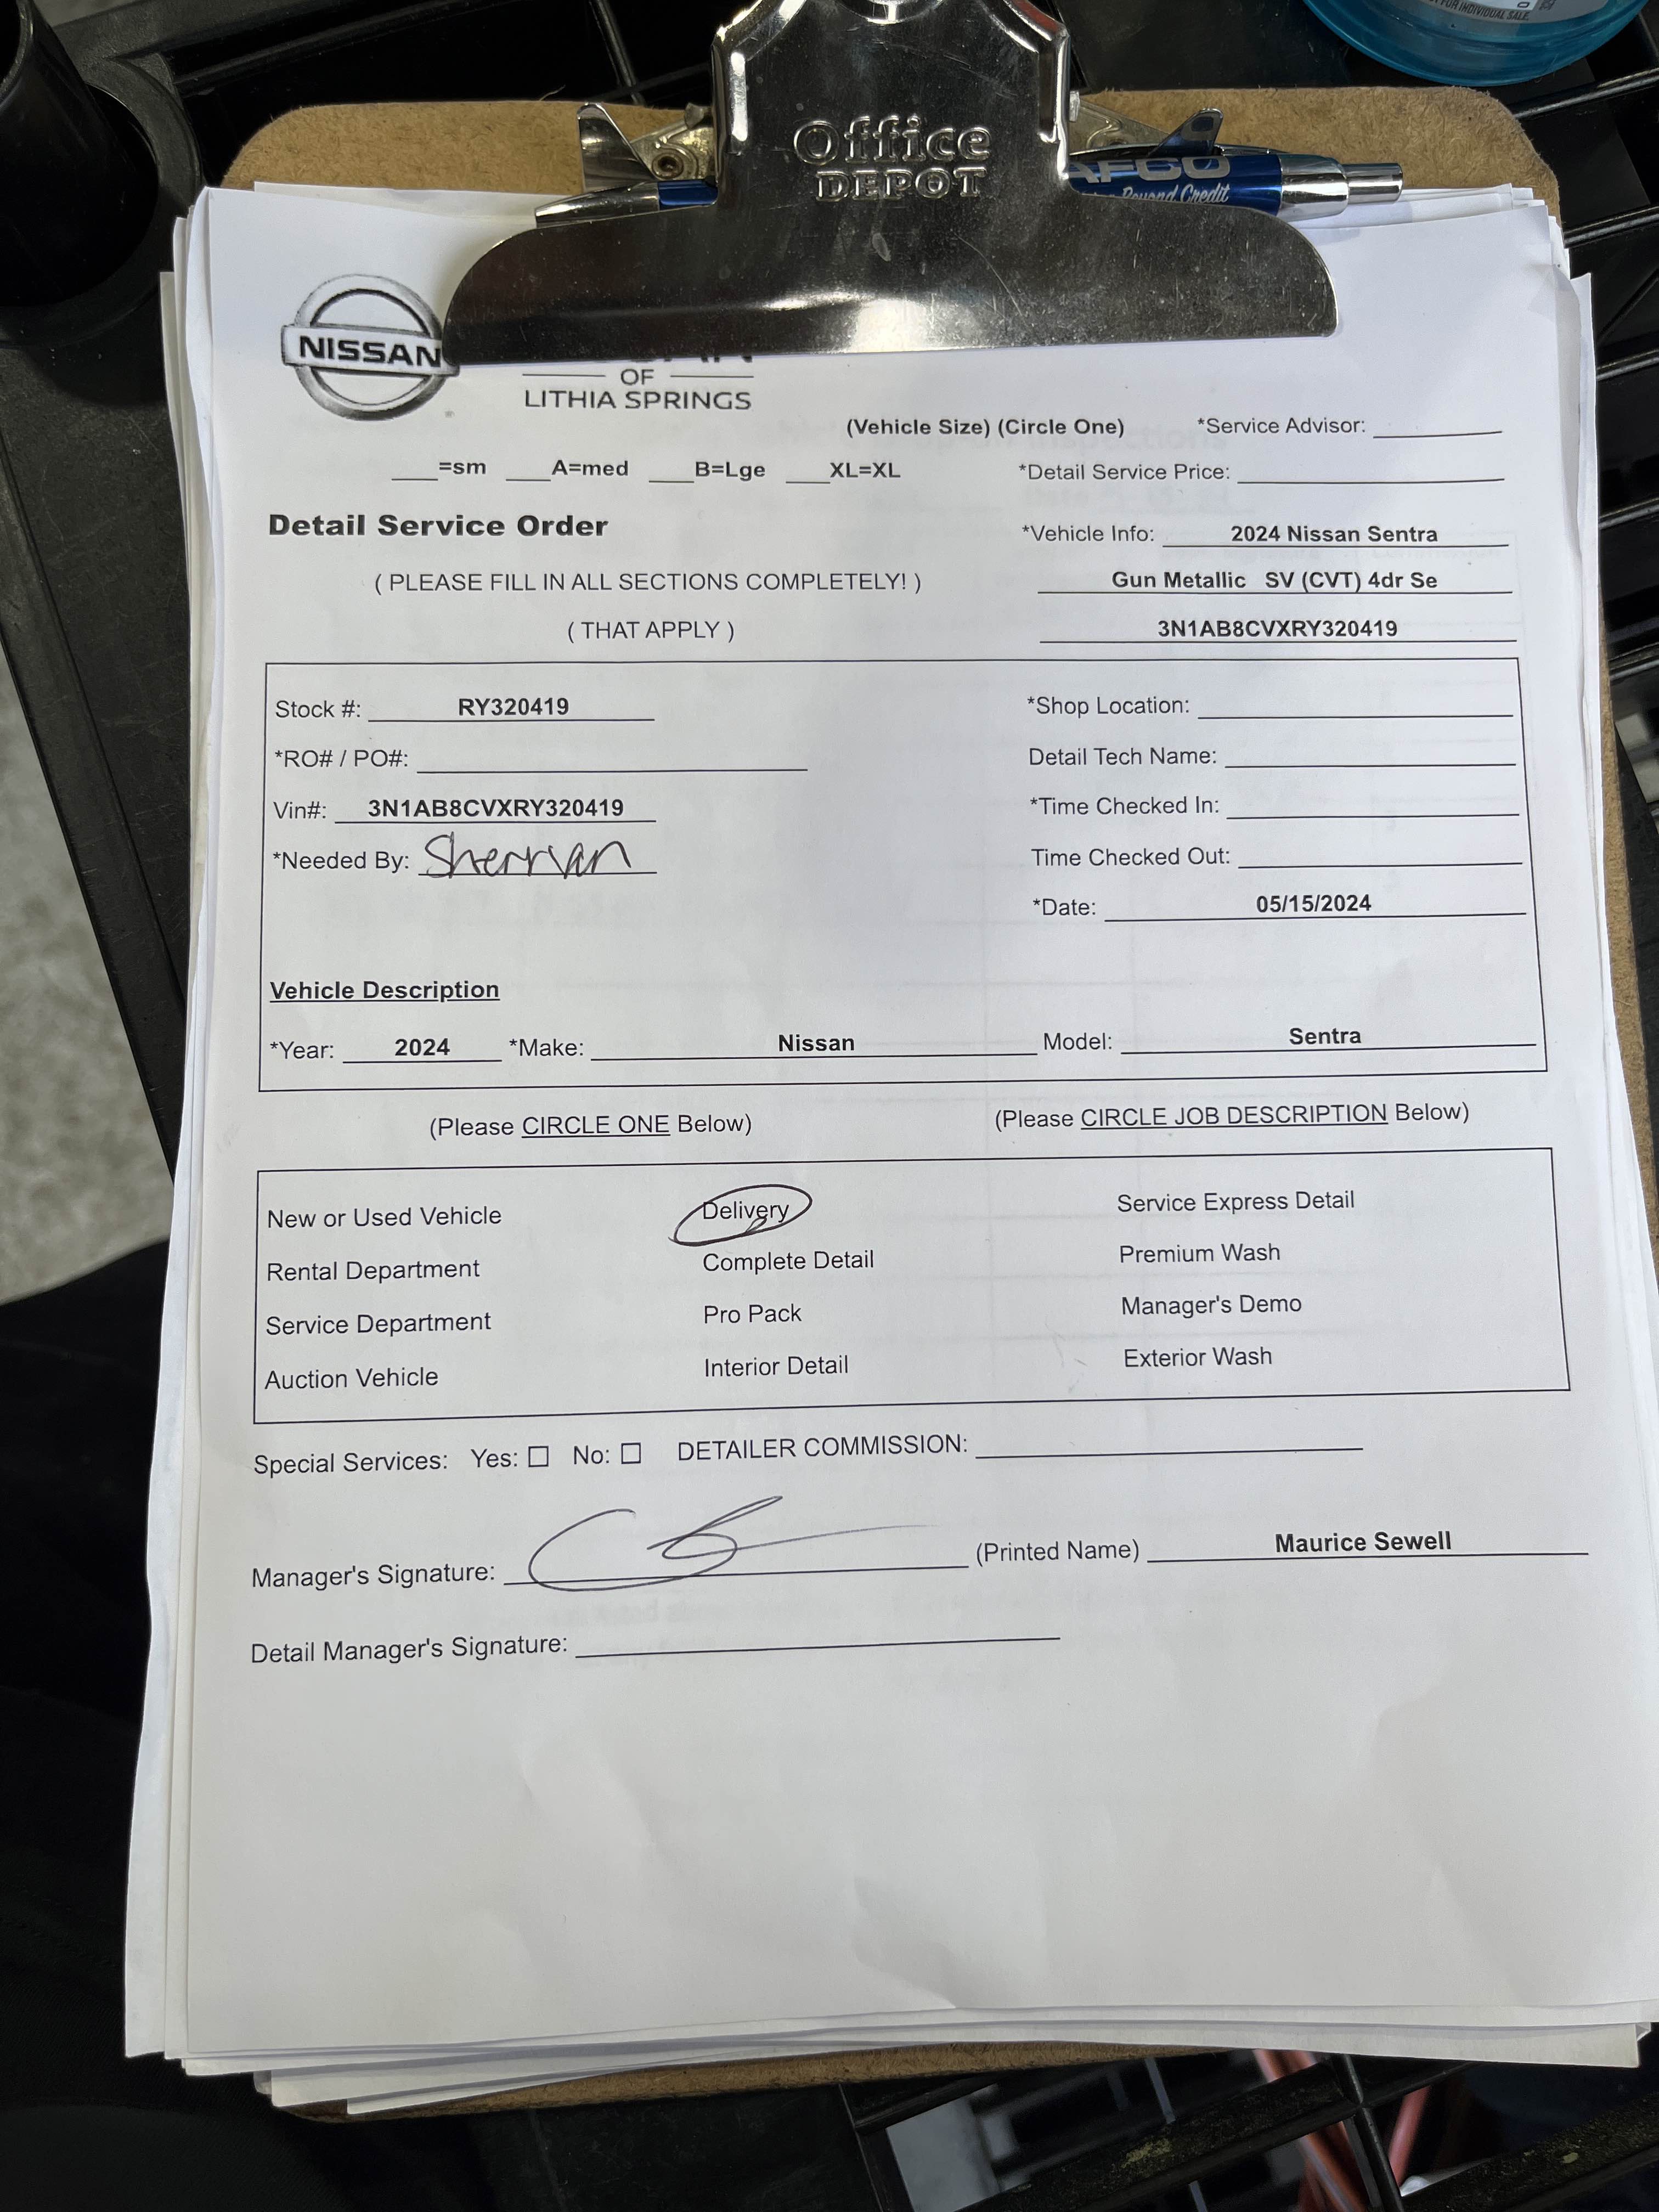 FOR INDIVIDUAL SALE.
Office
DEPOT
AFCO
Beyond Credit
NISSAN
OF
LITHIA SPRINGS
(Vehicle Size) (Circle One) *Service Advisor:
=sm A=med B=Lge XL=XL *Detail Service Price:
Detail Service Order *Vehicle Info: 2024 Nissan Sentra
( PLEASE FILL IN ALL SECTIONS COMPLETELY! ) Gun Metallic SV (CVT) 4dr Se
( THAT APPLY ) 3N1AB8CVXRY320419
Stock #: RY320419 *Shop Location:
*RO# / PO#: Detail Tech Name:
Vin#: 3N1AB8CVXRY320419 *Time Checked In:
*Needed By: Sherman Time Checked Out:
*Date: 05/15/2024
Vehicle Description
*Year: 2024 *Make: Nissan Model: Sentra
(Please CIRCLE ONE Below) (Please CIRCLE JOB DESCRIPTION Below)
New or Used Vehicle Delivery Service Express Detail
Rental Department Complete Detail Premium Wash
Service Department Pro Pack Manager's Demo
Auction Vehicle Interior Detail Exterior Wash
Special Services: Yes: ☐ No: ☐ DETAILER COMMISSION:
Manager's Signature: (Printed Name) Maurice Sewell
Detail Manager's Signature: